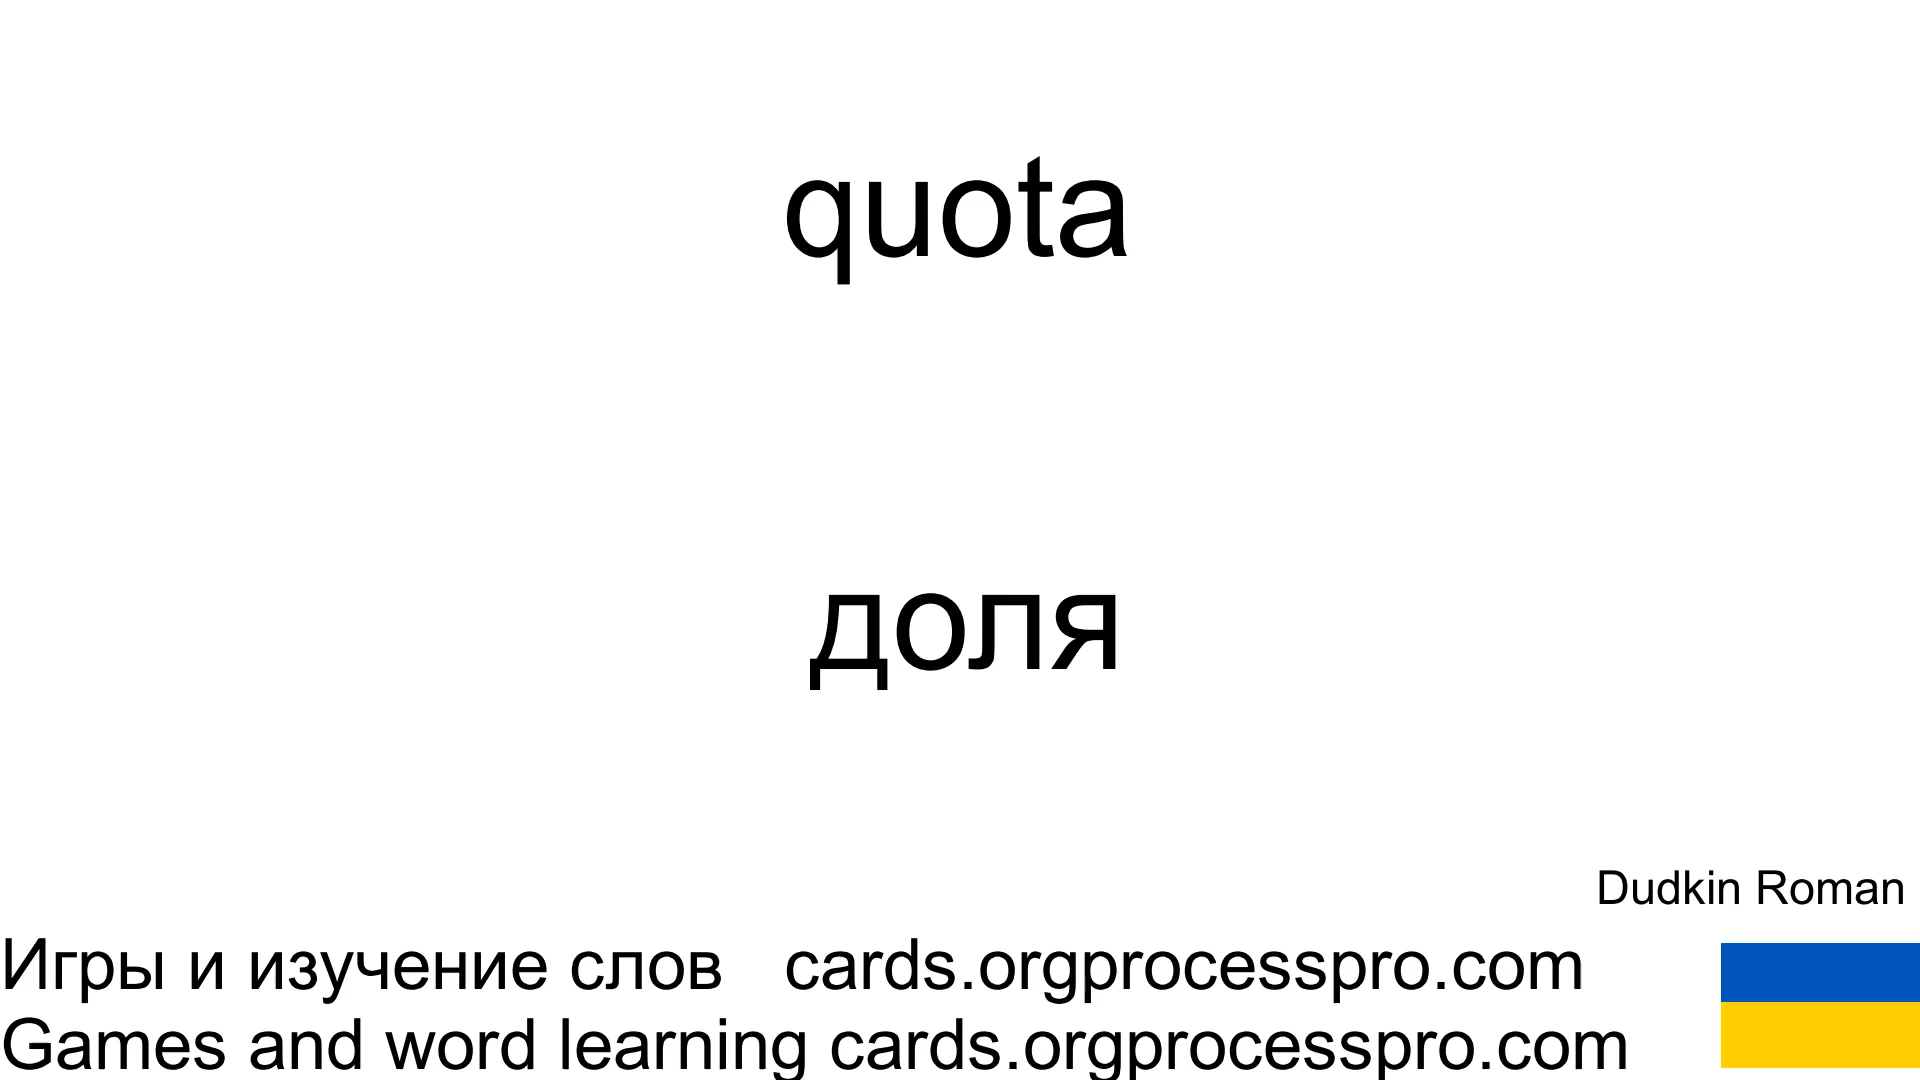 quota
доля
Dudkin Roman
Игры и изучение слов cards.orgprocesspro.com
Games and word learning cards.orgprocesspro.com